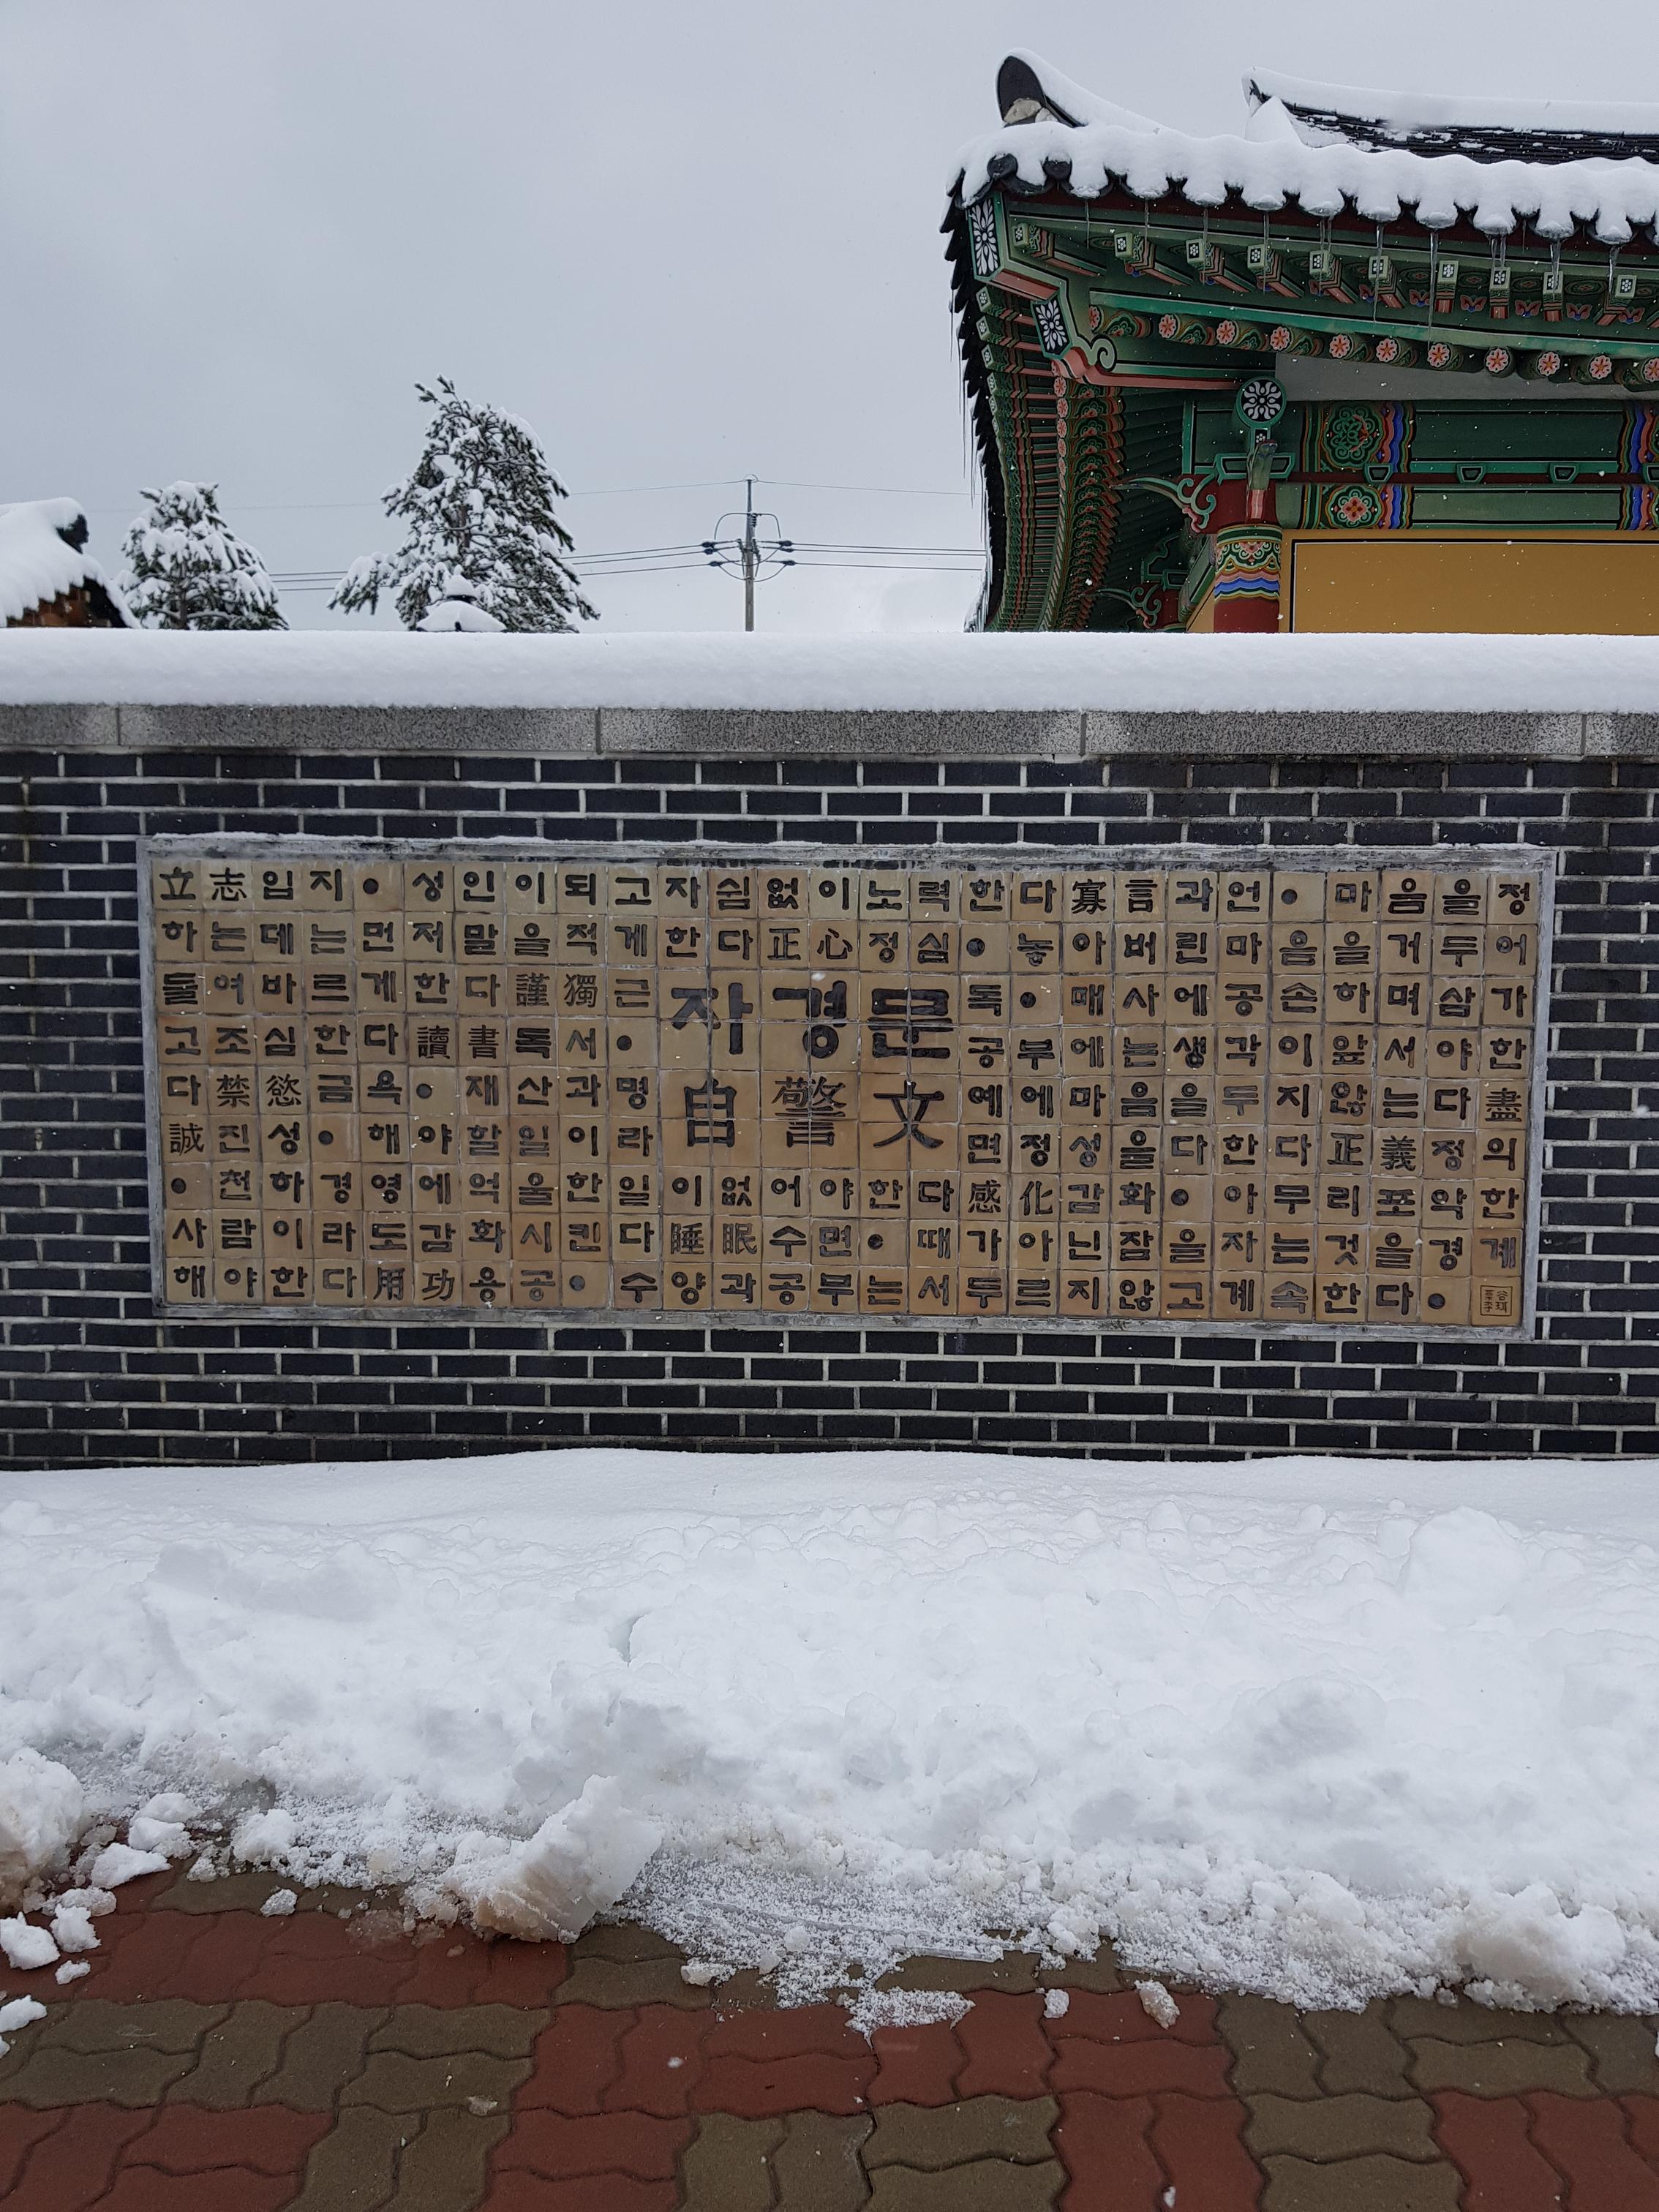 立志입지•성인이되고자쉼없이노력한다寡言과언•마음을정
하는데는먼저말을적게한다正心정심•놓아버린마음을거두어
들여바르게한다謹獨근독•매사에공손하며삼가
고조심한다讀書독서•공부에는생각이앞서야한
다禁慾금욕•재산과명예에마음을두지않는다盡
誠진성•해야할일이라면정성을다한다正義정의
•천하경영에억울한일이없어야한다感化감화•아무리포악한
사람이라도감화시킨다睡眠수면•때가아닌잠을자는것을경계
해야한다用功용공•수양과공부는서두르지않고계속한다•
자경문
自警文